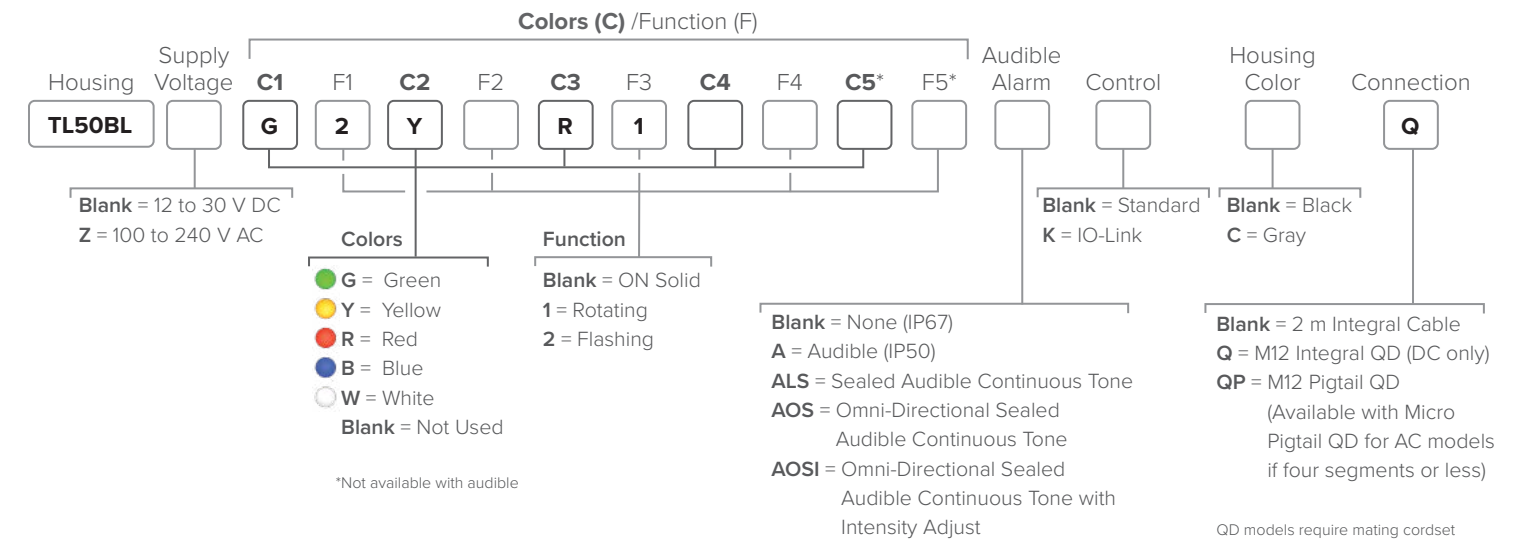 Colors (C) /Function (F)
Housing
Supply
Voltage
C1
F1
C2
F2
C3
F3
C4
F4
C5*
F5*
Audible
Alarm
Control
Housing
Color
Connection
TL50BL
G
2
Y
R
1
Q
Blank = 12 to 30 V DC
Z = 100 to 240 V AC
Colors
G = Green
Y = Yellow
R = Red
B = Blue
W = White
Blank = Not Used
*Not available with audible
Function
Blank = ON Solid
1 = Rotating
2 = Flashing
Blank = None (IP67)
A = Audible (IP50)
ALS = Sealed Audible Continuous Tone
AOS = Omni-Directional Sealed
Audible Continuous Tone
AOSI = Omni-Directional Sealed
Audible Continuous Tone with
Intensity Adjust
Blank = Standard
K = IO-Link
Blank = Black
C = Gray
Blank = 2 m Integral Cable
Q = M12 Integral QD (DC only)
QP = M12 Pigtail QD
(Available with Micro
Pigtail QD for AC models
if four segments or less)
QD models require mating cordset